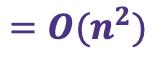 = O(n²)